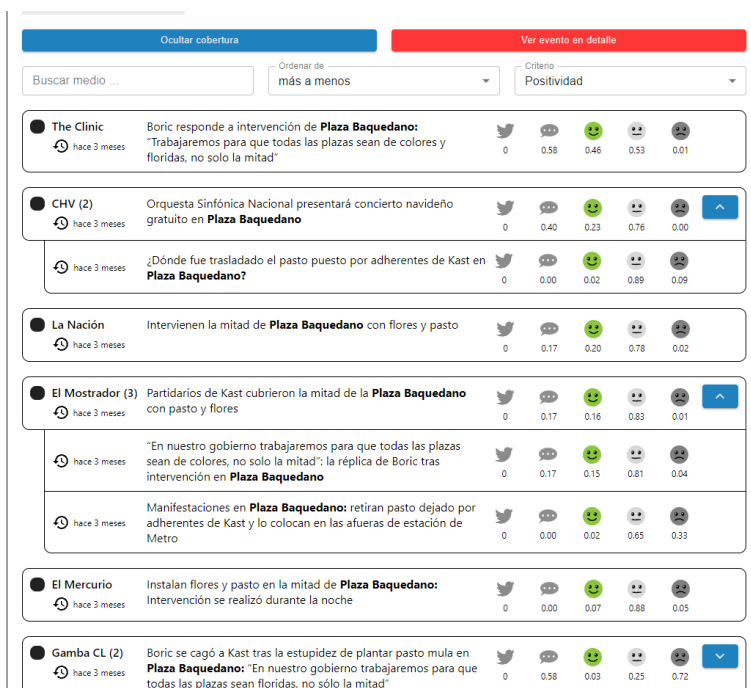 Ocultar cobertura
Ver evento en detalle
Buscar medio ...
Ordenar de
más a menos
Criterio
Positividad
The Clinic
hace 3 meses
Boric responde a intervención de Plaza Baquedano:
“Trabajaremos para que todas las plazas sean de colores y
floridas, no solo la mitad”
0 0.58 0.46 0.53 0.01
CHV (2)
hace 3 meses
Orquesta Sinfónica Nacional presentará concierto navideño
gratuito en Plaza Baquedano
0 0.40 0.23 0.76 0.00
hace 3 meses
¿Dónde fue trasladado el pasto puesto por adherentes de Kast en
Plaza Baquedano?
0 0.00 0.02 0.89 0.09
La Nación
hace 3 meses
Intervienen la mitad de Plaza Baquedano con flores y pasto
0 0.17 0.20 0.78 0.02
El Mostrador (3)
hace 3 meses
Partidarios de Kast cubrieron la mitad de la Plaza Baquedano
con pasto y flores
0 0.17 0.16 0.83 0.01
hace 3 meses
“En nuestro gobierno trabajaremos para que todas las plazas
sean de colores, no solo la mitad”: la réplica de Boric tras
intervención en Plaza Baquedano
0 0.17 0.15 0.81 0.04
hace 3 meses
Manifestaciones en Plaza Baquedano: retiran pasto dejado por
adherentes de Kast y lo colocan en las afueras de estación de
Metro
0 0.00 0.02 0.65 0.33
El Mercurio
hace 3 meses
Instalan flores y pasto en la mitad de Plaza Baquedano:
Intervención se realizó durante la noche
0 0.00 0.07 0.88 0.05
Gamba CL (2)
hace 3 meses
Boric se cagó a Kast tras la estupidez de plantar pasto mula en
Plaza Baquedano: “En nuestro gobierno trabajaremos para que
todas las plazas sean floridas, no sólo la mitad”
0 0.58 0.03 0.25 0.72